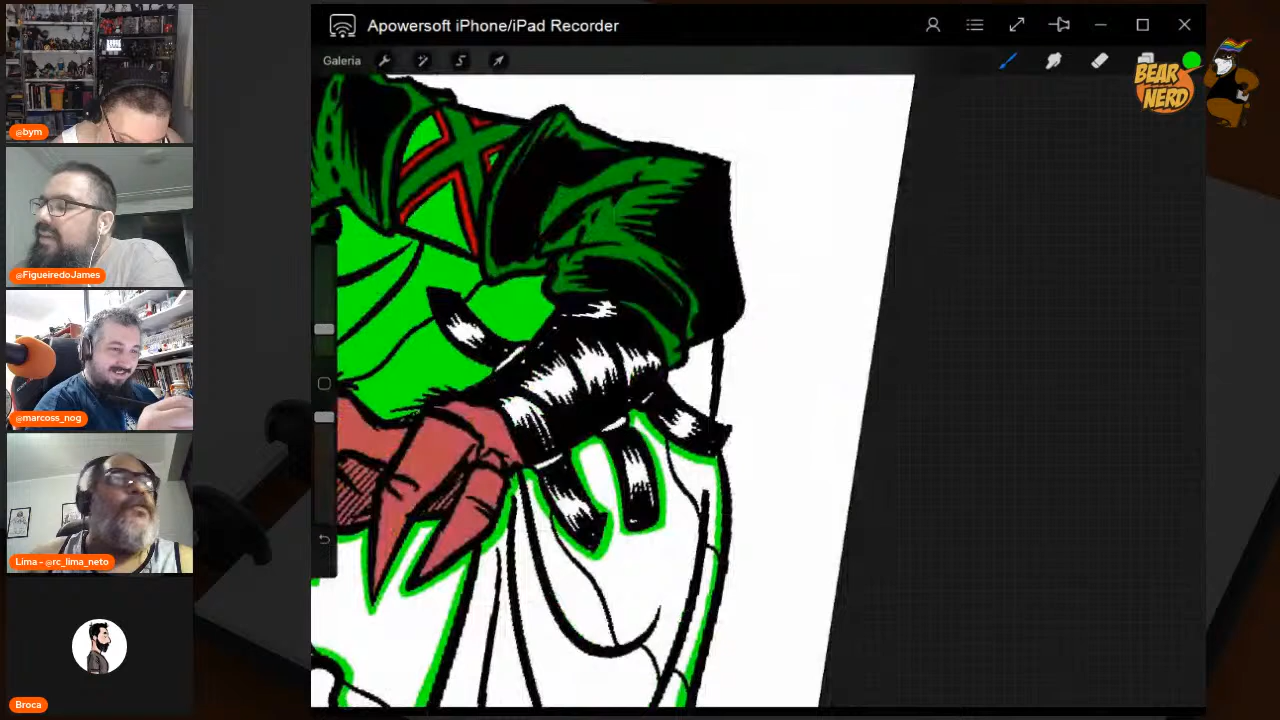 Apowersoft iPhone/iPad Recorder
Galeria
BEAR
NERD
@bym
@FigueiredoJames
@marcoss_nog
Lima - @rc_lima_neto
Broca